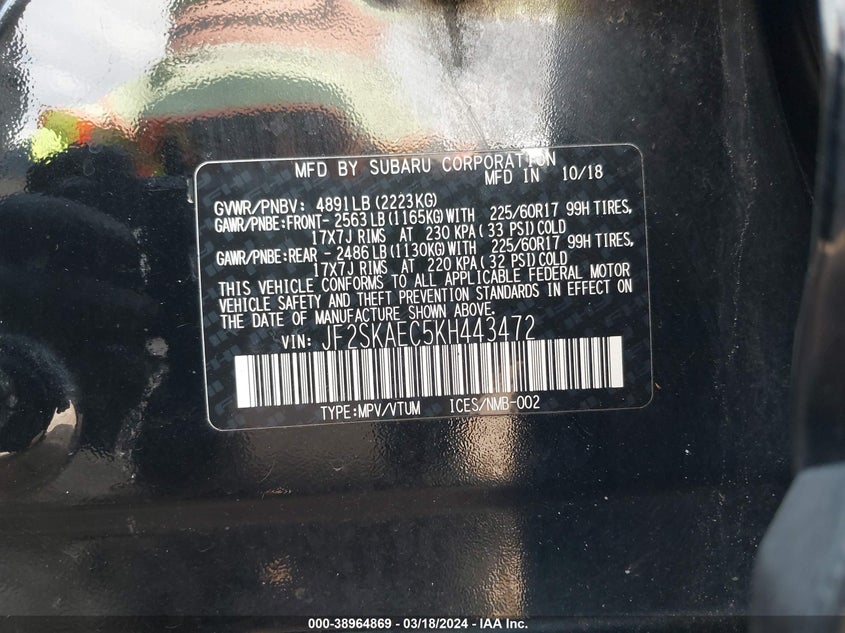 MFD BY SUBARU CORPORATION
MFD IN 10/18
GVWR/PNBV: 4891LB(2223KG)
GAWR/PNBE:FRONT- 2563LB(1165KG)WITH 225/60R17 99H TIRES,
17X7J RIMS AT 230 KPA( 33 PSI)COLD
GAWR/PNBE:REAR - 2486LB(1130KG)WITH 225/60R17 99H TIRES,
17X7J RIMS AT 220 KPA( 32 PSI)COLD
THIS VEHICLE CONFORMS TO ALL APPLICABLE FEDERAL MOTOR
VEHICLE SAFETY AND THEFT PREVENTION STANDARDS IN EFFECT ON
THE DATE OF MANUFACTURE SHOWN ABOVE.
VIN: JF2SKAEC5KH443472
TYPE:MPV/VTUM ICES/NMB-002
000-38964869 - 03/18/2024 - IAA Inc.